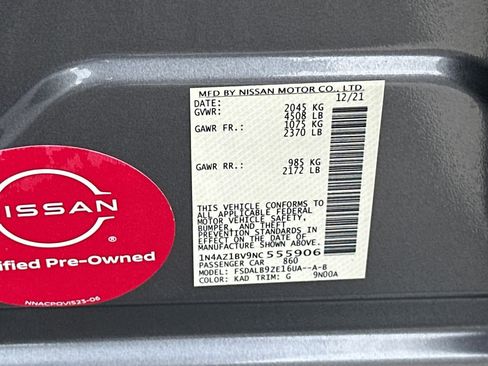 MFD BY NISSAN MOTOR CO., LTD.
DATE: 12/21
GVWR: 2045 KG
4508 LB
GAWR FR: 1075 KG
2370 LB
GAWR RR: 985 KG
2172 LB
THIS VEHICLE CONFORMS TO
ALL APPLICABLE FEDERAL
MOTOR VEHICLE SAFETY,
BUMPER, AND THEFT
PREVENTION STANDARDS IN
EFFECT ON THE DATE OF
MANUFACTURE SHOWN ABOVE.
1N4AZ1BV9NC 555906
PASSENGER CAR 860
MODEL: FSDALB9ZE16UA--A-B
COLOR: KAD TRIM: G 9N00A
NISSAN
ified Pre-Owned
NNACPOVIS23-06